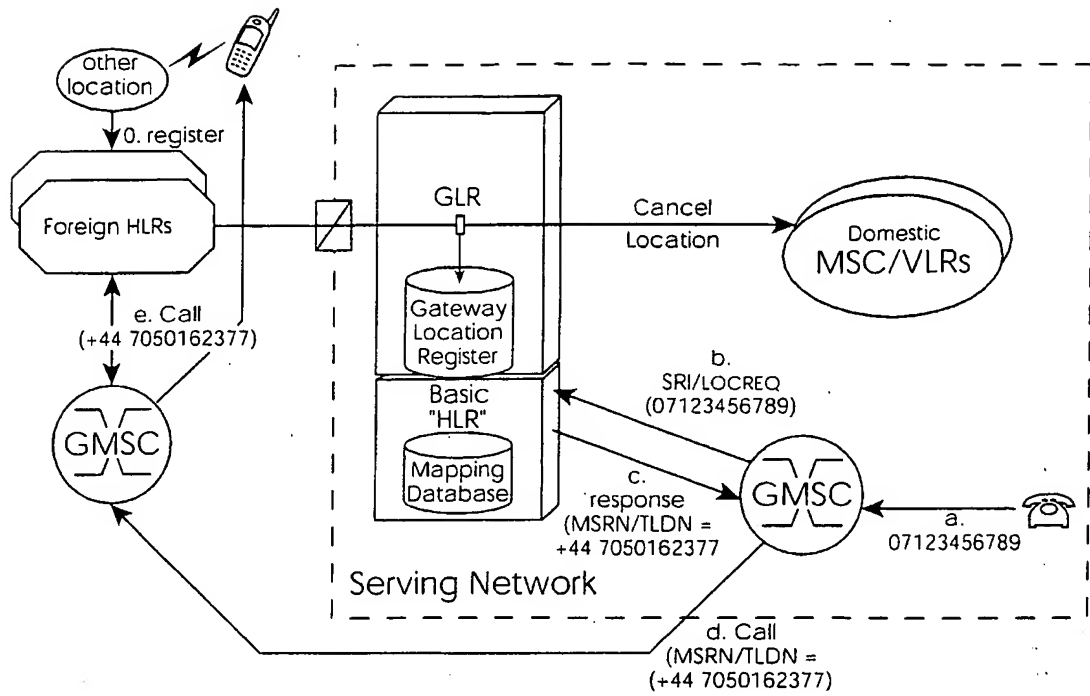 other
location
0. register
Foreign HLRs
GLR
Cancel
Location
Domestic
MSC/VLRs
Gateway
Location
Register
e. Call
(+44 7050162377)
b.
SRI/LOCREQ
(07123456789)
Basic
"HLR"
Mapping
Database
GMSC
c.
response
(MSRN/TLDN =
+44 7050162377
GMSC
a.
07123456789
Serving Network
d. Call
(MSRN/TLDN =
(+44 7050162377)